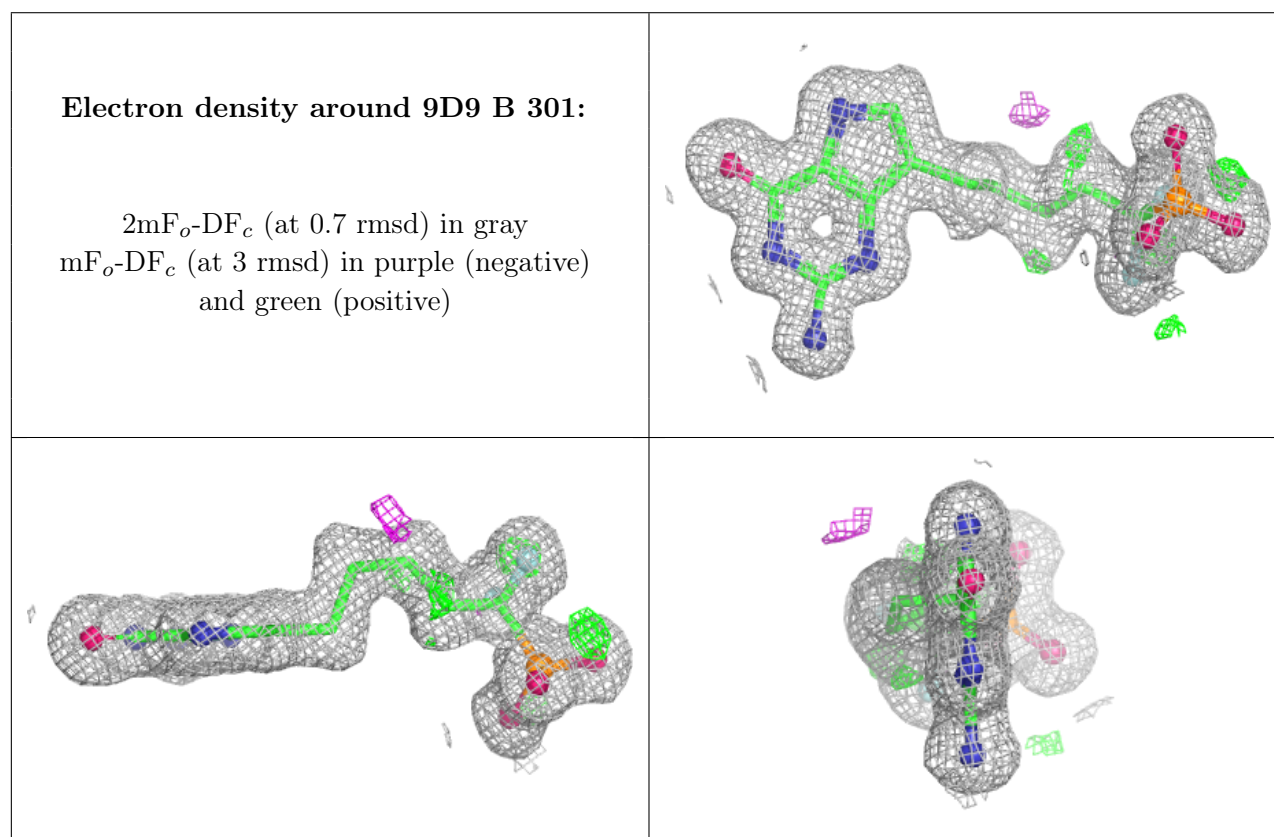 Electron density around 9D9 B 301:
2mFo-DFc (at 0.7 rmsd) in gray
mFo-DFc (at 3 rmsd) in purple (negative)
and green (positive)